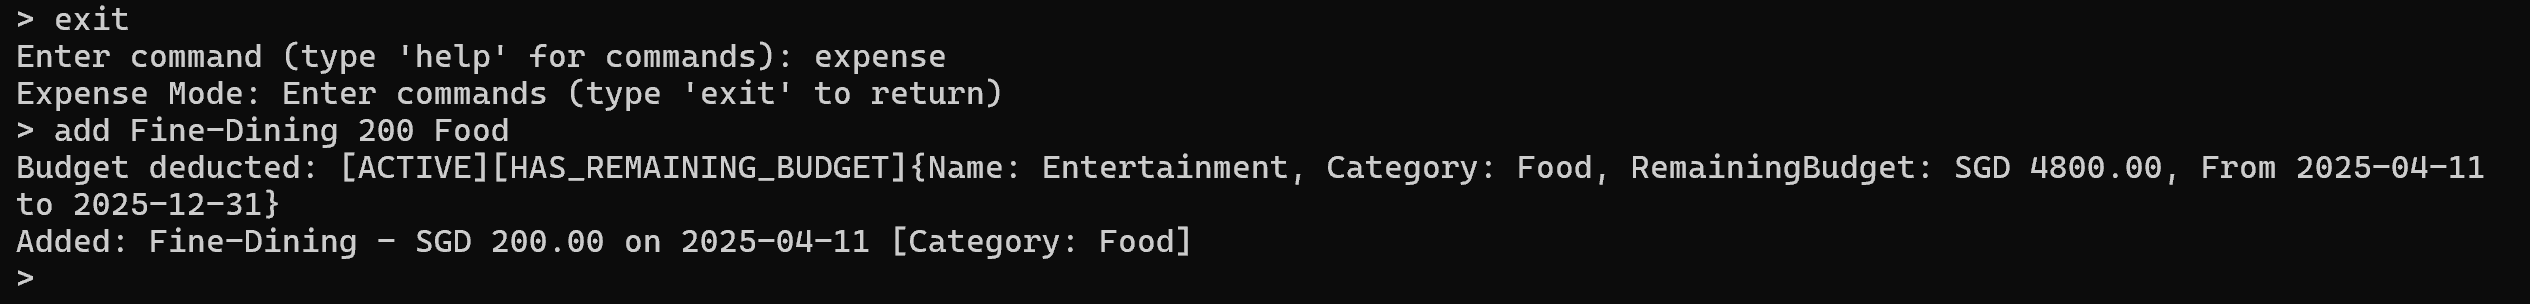 > exit
Enter command (type 'help' for commands): expense
Expense Mode: Enter commands (type 'exit' to return)
> add Fine-Dining 200 Food
Budget deducted: [ACTIVE][HAS_REMAINING_BUDGET]{Name: Entertainment, Category: Food, RemainingBudget: SGD 4800.00, From 2025-04-11
to 2025-12-31}
Added: Fine-Dining - SGD 200.00 on 2025-04-11 [Category: Food]
>